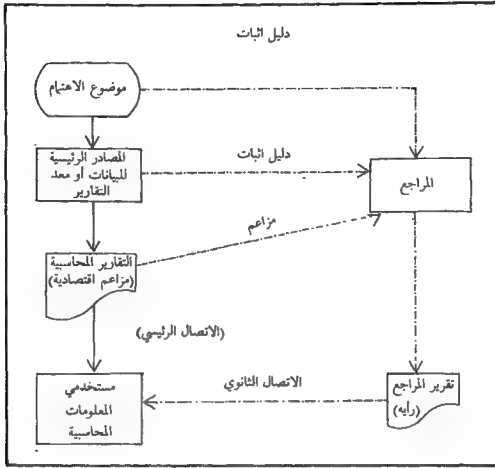 دليل اثبات
موضوع الاهتمام
المصادر الرئيسية
للبيانات أو معد
التقارير
دليل اثبات
المراجع
مزاعم
التقارير المحاسبية
(مزاعم اقتصادية)
(الاتصال الرئيسي)
مستخدمي
المعلومات
المحاسبية
الاتصال الثانوي
تقرير المراجع
(رأيه)